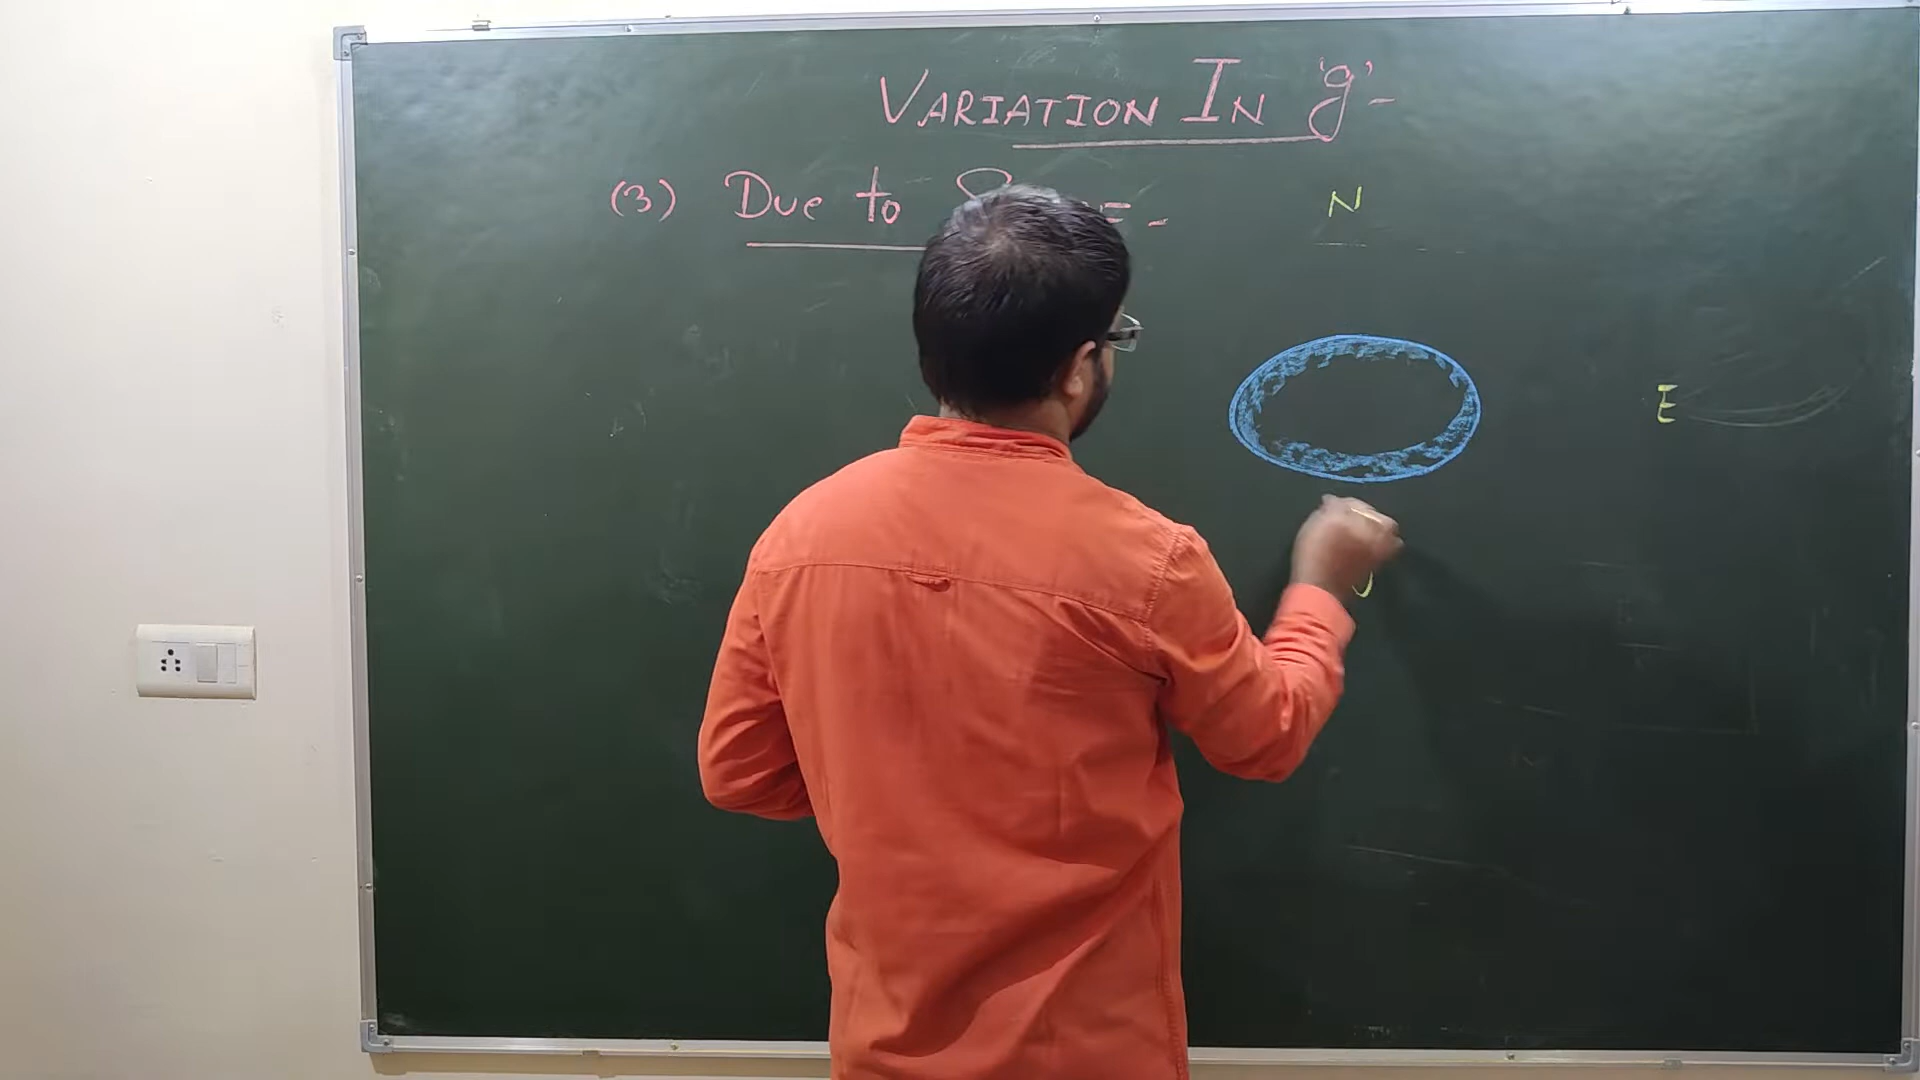 VARIATION IN 'g' -
(3) Due to
N
E